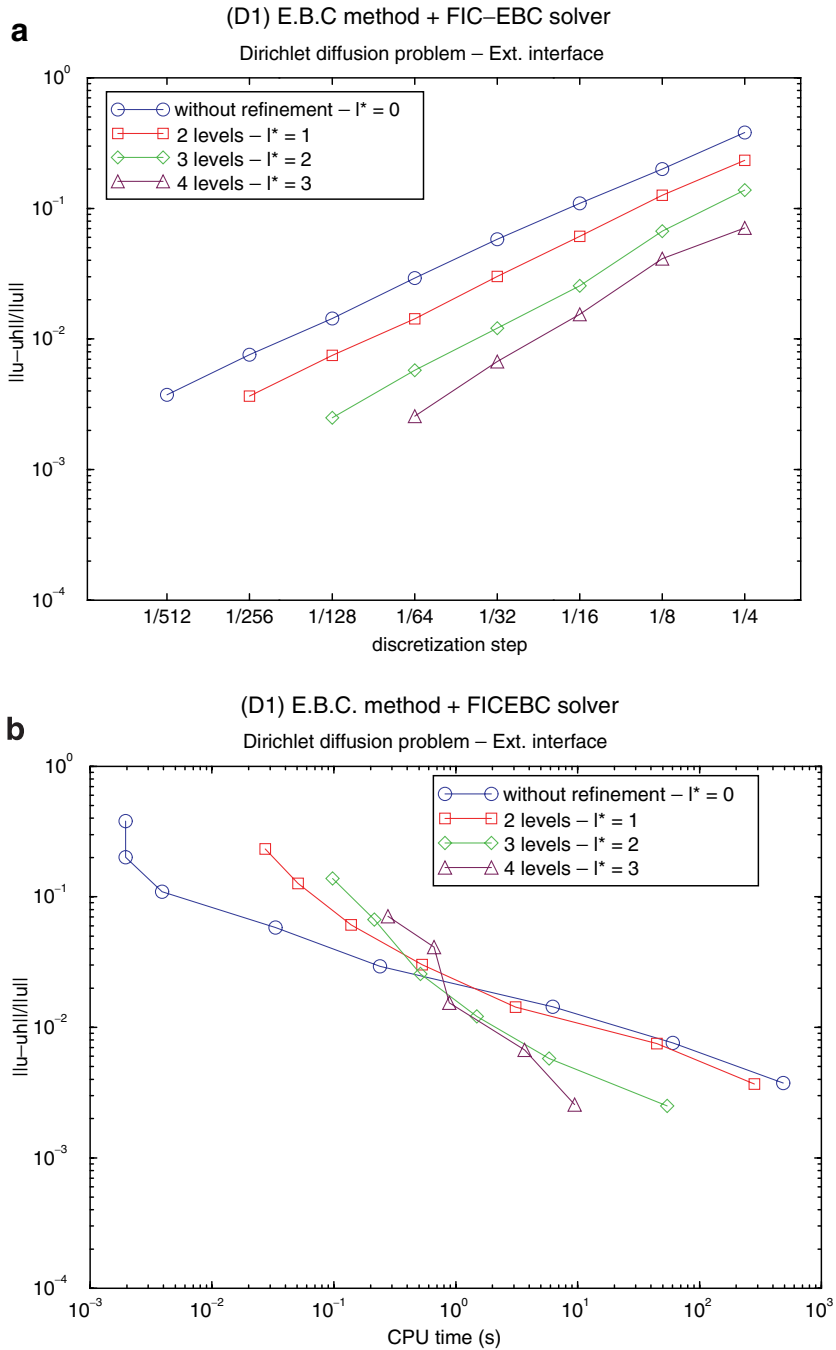 a
(D1) E.B.C method + FIC–EBC solver
Dirichlet diffusion problem – Ext. interface
10^0
10^-1
10^-2
10^-3
10^-4
||u–uh||/||u||
without refinement – l* = 0
2 levels – l* = 1
3 levels – l* = 2
4 levels – l* = 3
1/512 1/256 1/128 1/64 1/32 1/16 1/8 1/4
discretization step
b
(D1) E.B.C. method + FICEBC solver
Dirichlet diffusion problem – Ext. interface
10^0
10^-1
10^-2
10^-3
10^-4
||u–uh||/||u||
without refinement – l* = 0
2 levels – l* = 1
3 levels – l* = 2
4 levels – l* = 3
10^-3 10^-2 10^-1 10^0 10^1 10^2 10^3
CPU time (s)